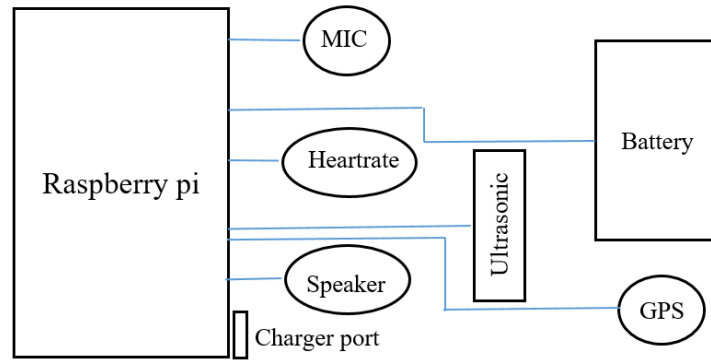 MIC
Battery
Heartrate
Raspberry pi
Ultrasonic
Speaker
GPS
Charger port